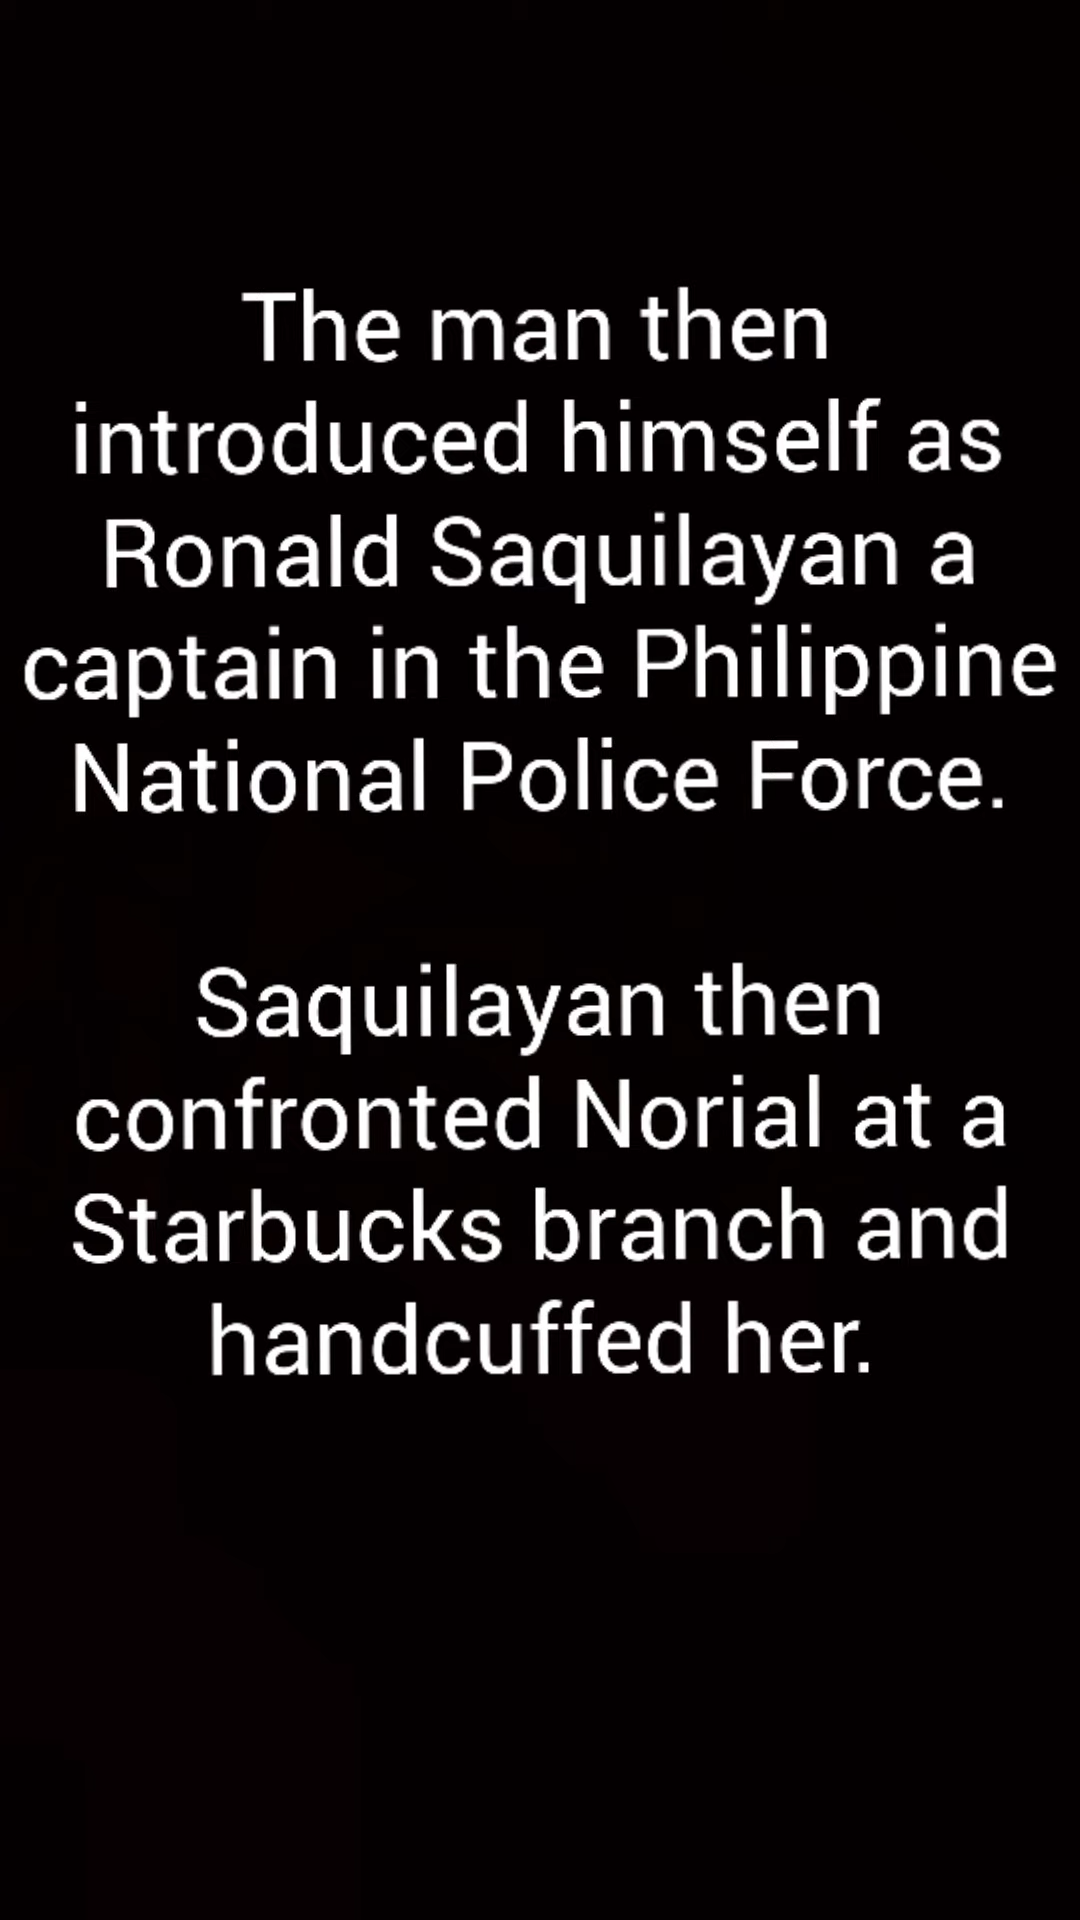 The man then
introduced himself as
Ronald Saquilayan a
captain in the Philippine
National Police Force.
Saquilayan then
confronted Norial at a
Starbucks branch and
handcuffed her.